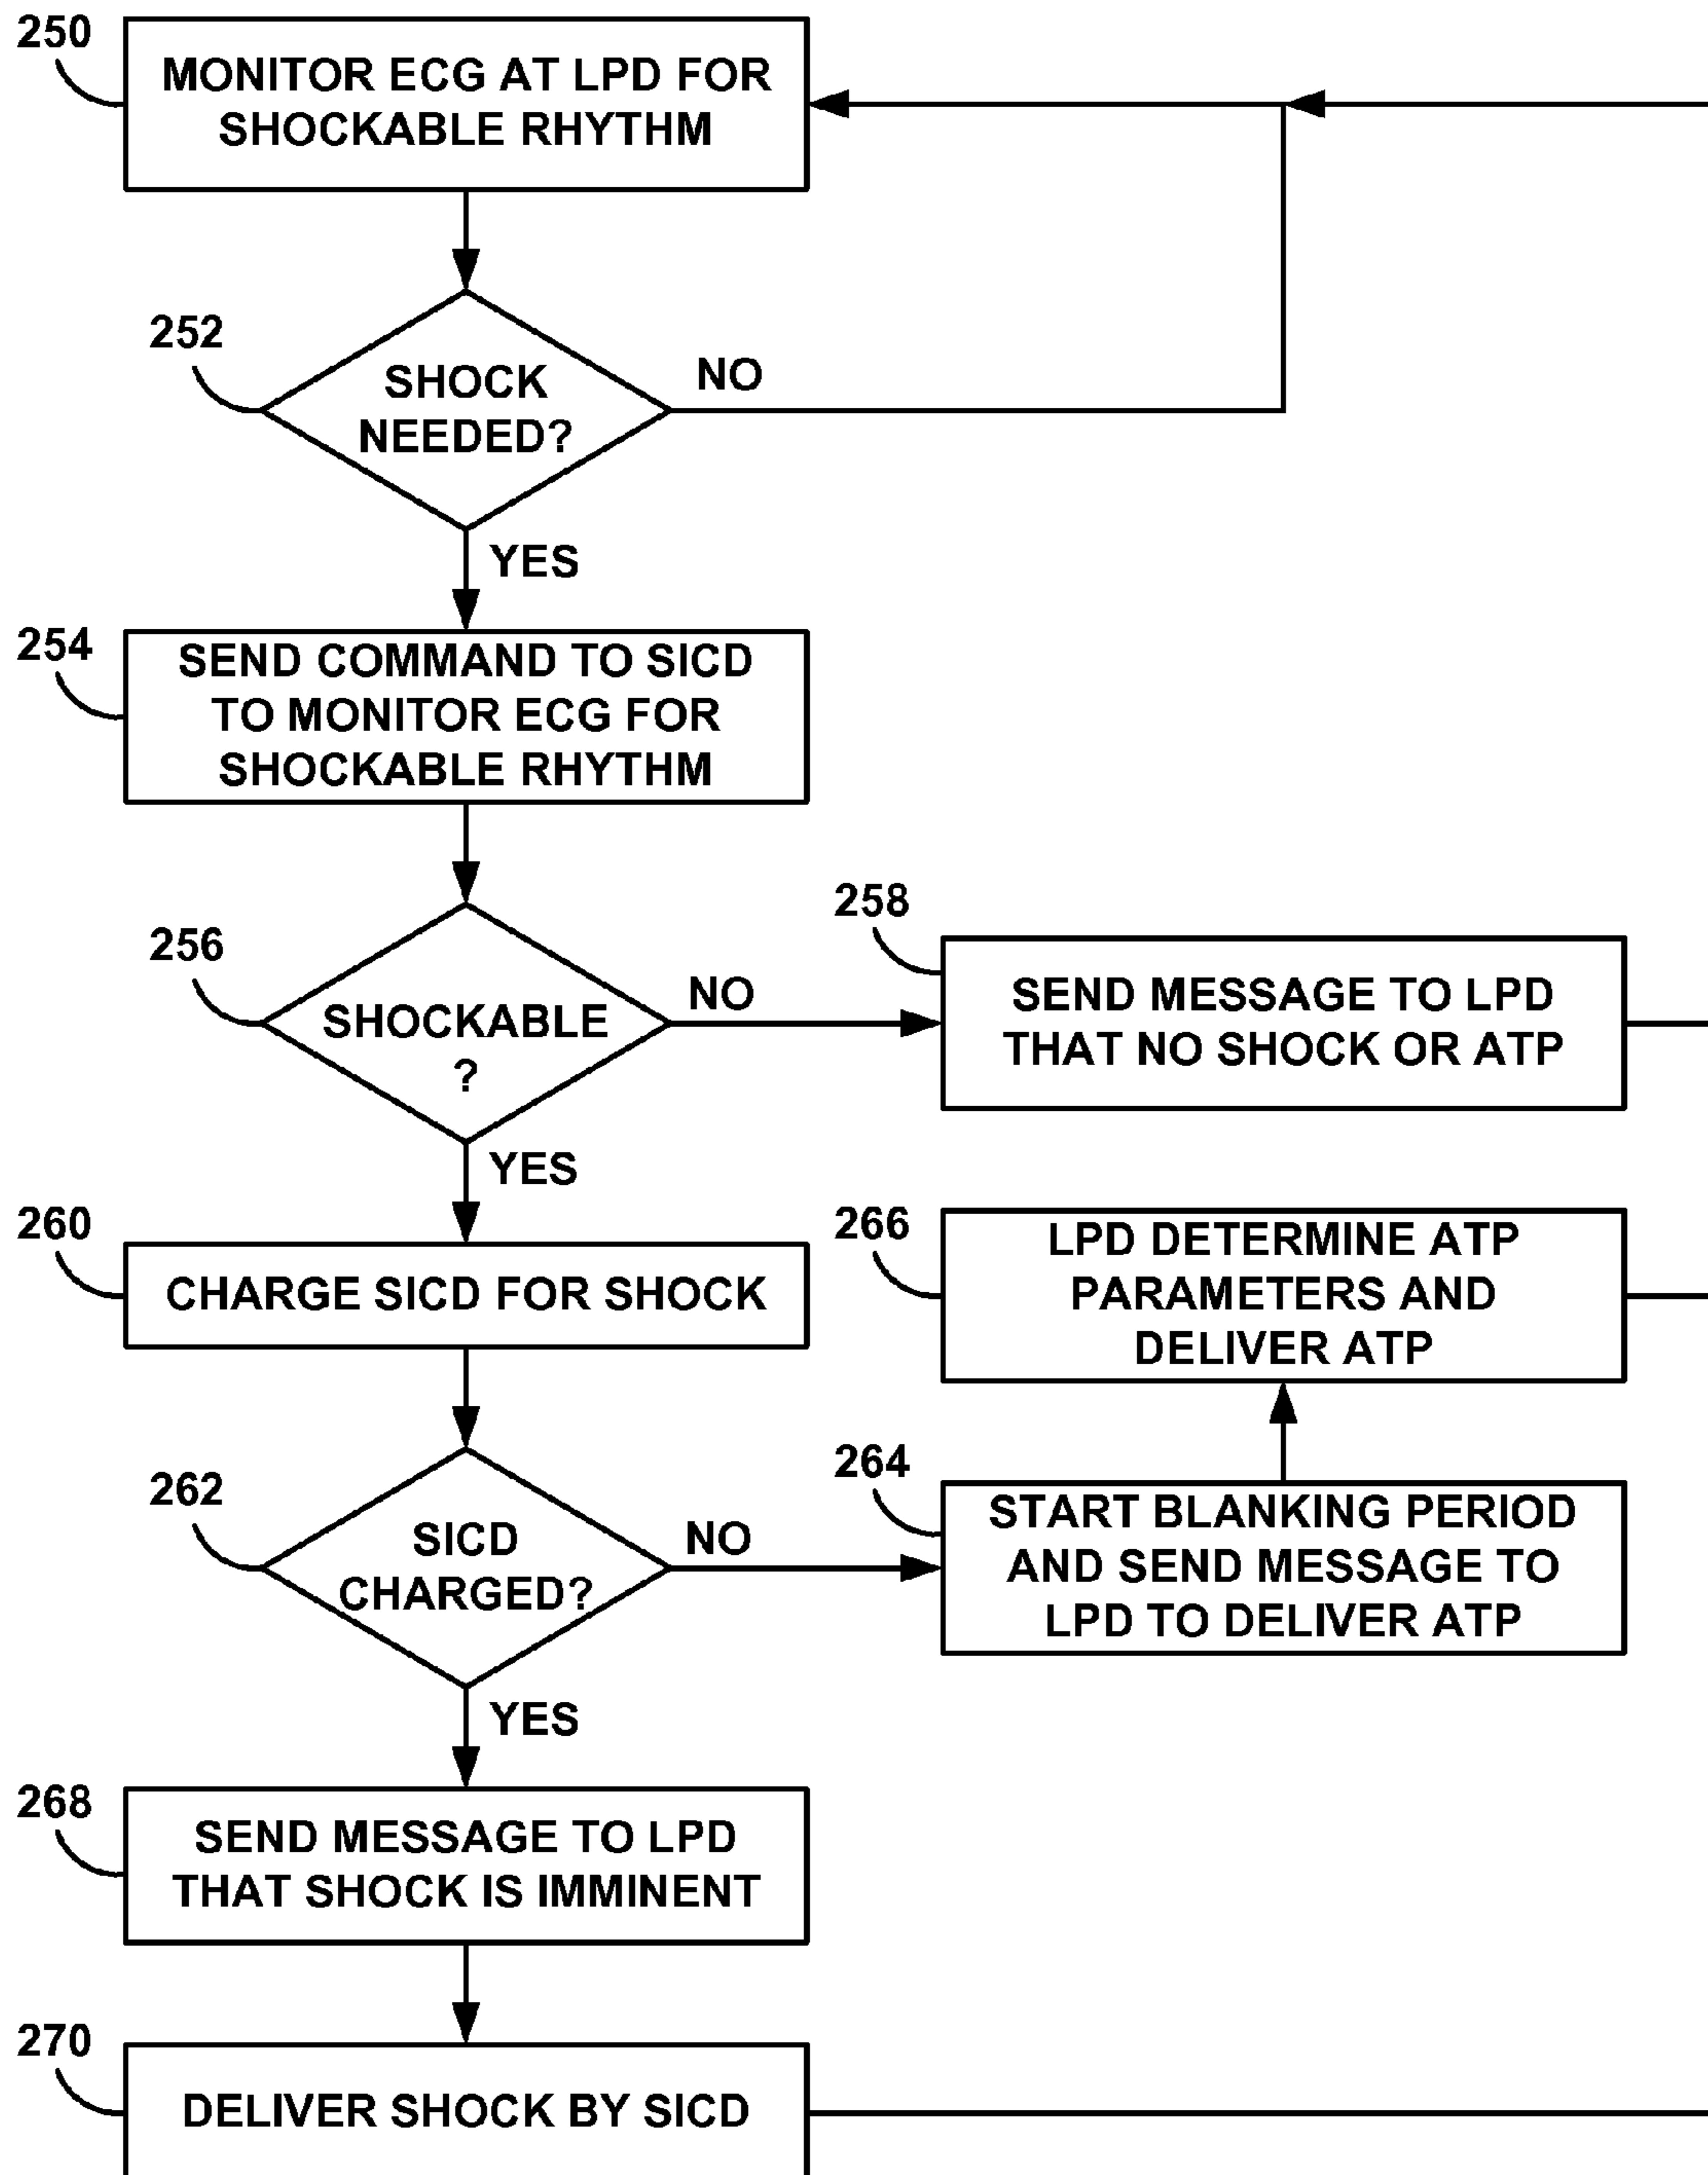 250
MONITOR ECG AT LPD FOR
SHOCKABLE RHYTHM
252
SHOCK
NEEDED?
NO
YES
254
SEND COMMAND TO SICD
TO MONITOR ECG FOR
SHOCKABLE RHYTHM
256
SHOCKABLE
?
NO
258
SEND MESSAGE TO LPD
THAT NO SHOCK OR ATP
YES
260
CHARGE SICD FOR SHOCK
266
LPD DETERMINE ATP
PARAMETERS AND
DELIVER ATP
262
SICD
CHARGED?
NO
264
START BLANKING PERIOD
AND SEND MESSAGE TO
LPD TO DELIVER ATP
YES
268
SEND MESSAGE TO LPD
THAT SHOCK IS IMMINENT
270
DELIVER SHOCK BY SICD